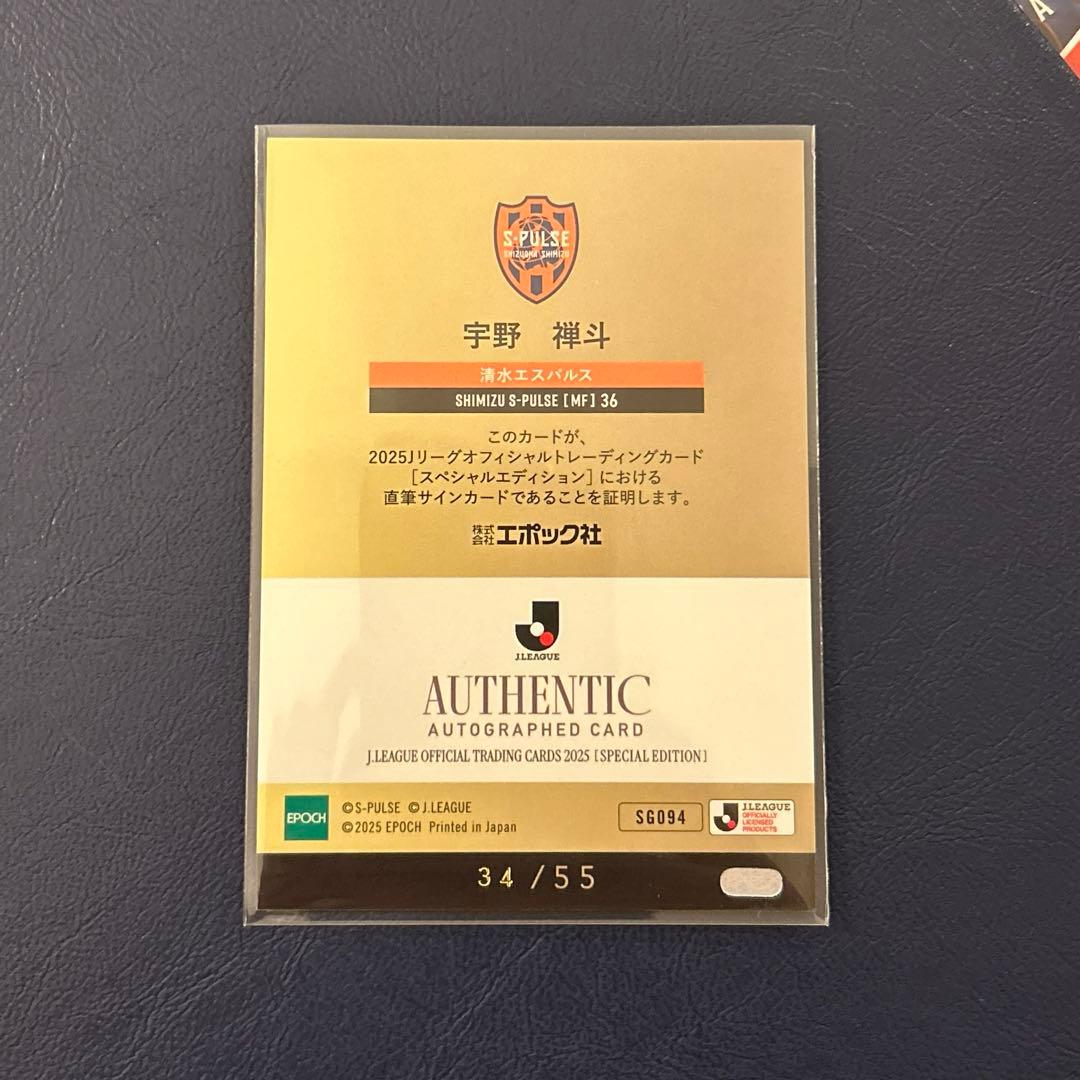 A
S-PULSE
SHIZUOKA SHIMIZU
宇野　禅斗
清水エスパルス
SHIMIZU S-PULSE [MF] 36
このカードが、
2025Jリーグオフィシャルトレーディングカード
[スペシャルエディション] における
直筆サインカードであることを証明します。
株式会社エポック社
J.LEAGUE
AUTHENTIC
AUTOGRAPHED CARD
J.LEAGUE OFFICIAL TRADING CARDS 2025 [SPECIAL EDITION]
EPOCH
©S-PULSE ©J.LEAGUE
©2025 EPOCH Printed in Japan
SG094
J.LEAGUE
OFFICIALLY
LICENSED
PRODUCTS
34/55